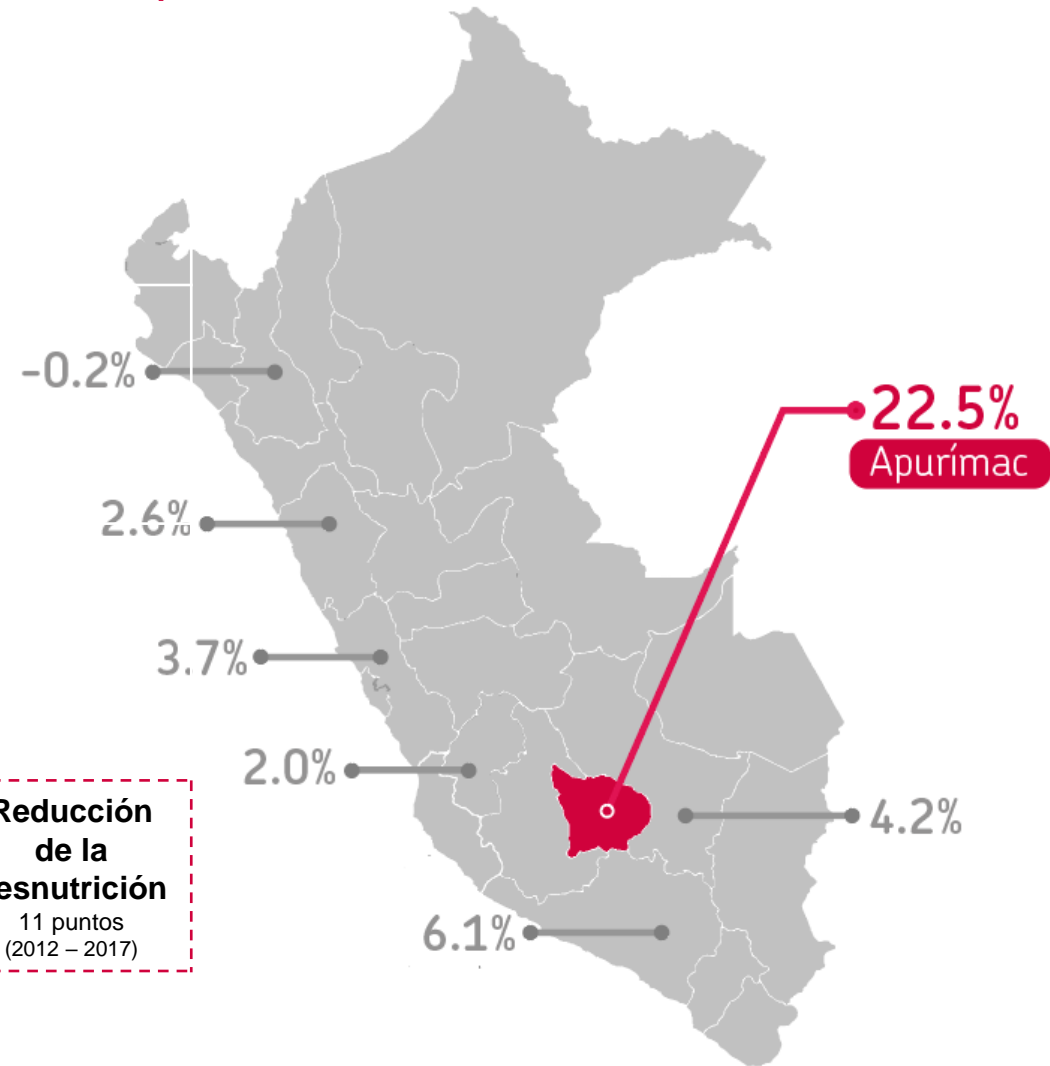 -0.2%
22.5%
Apurímac
2.6%
3.7%
2.0%
4.2%
6.1%
Reducción
de la
esnutrición
11 puntos
(2012 – 2017)